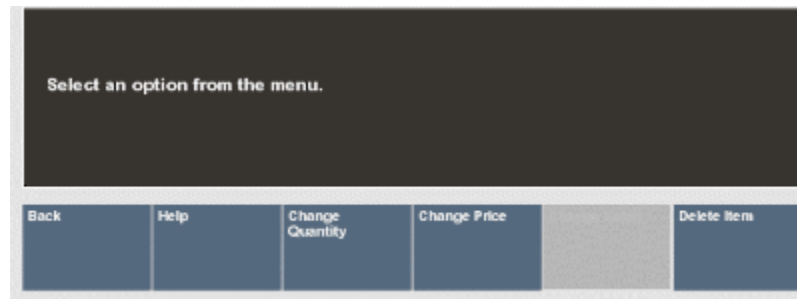 Select an option from the menu.
Back
Help
Change
Quantity
Change Price
Delete Item